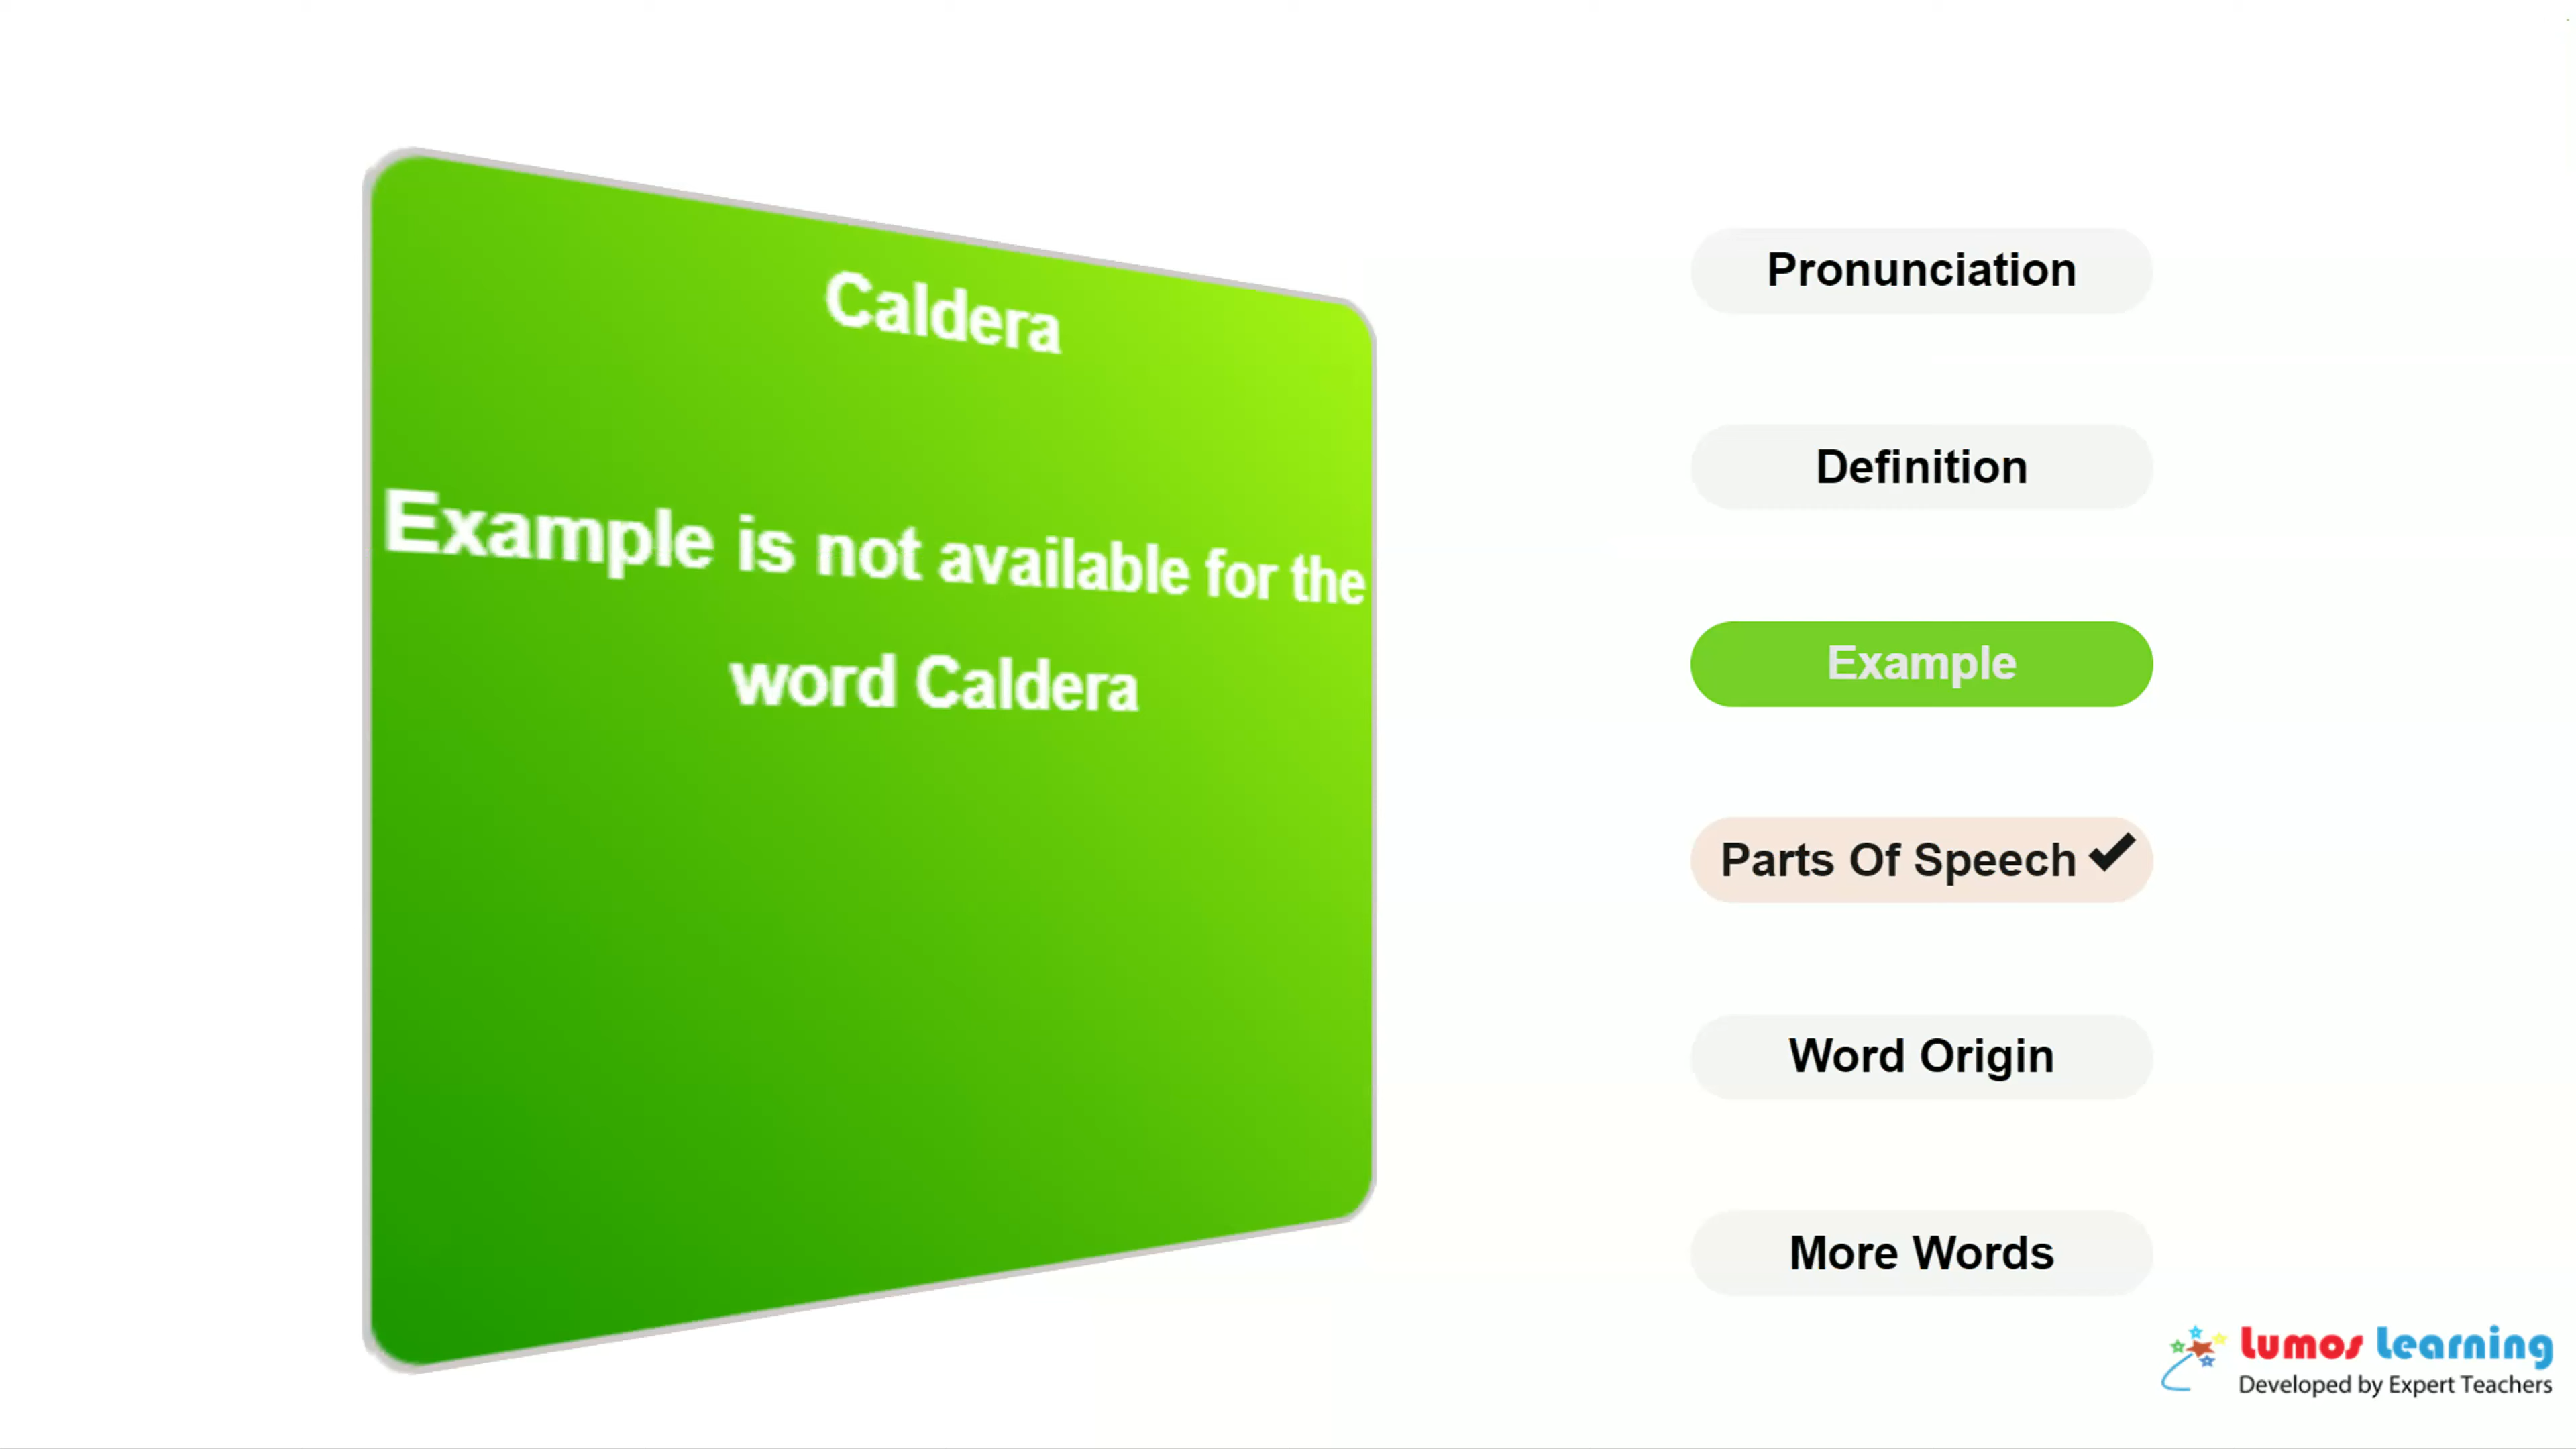 Caldera
Example is not available for the
word Caldera
Pronunciation
Definition
Example
Parts Of Speech
Word Origin
More Words
Lumos Learning
Developed by Expert Teachers